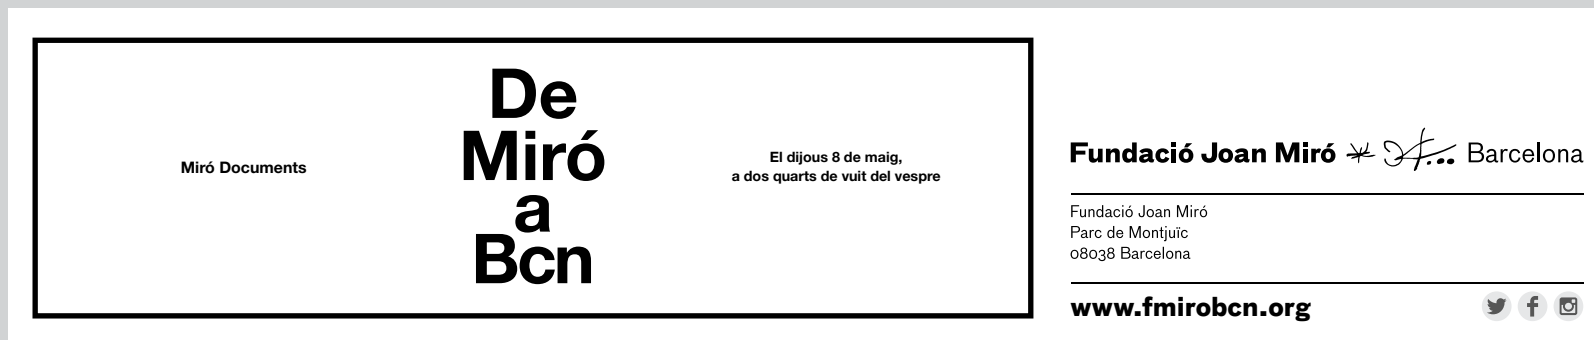 Miró Documents
De
Miró
a
Bcn
El dijous 8 de maig,
a dos quarts de vuit del vespre
Fundació Joan Miró Barcelona
Fundació Joan Miró
Parc de Montjuïc
08038 Barcelona
www.fmirobcn.org